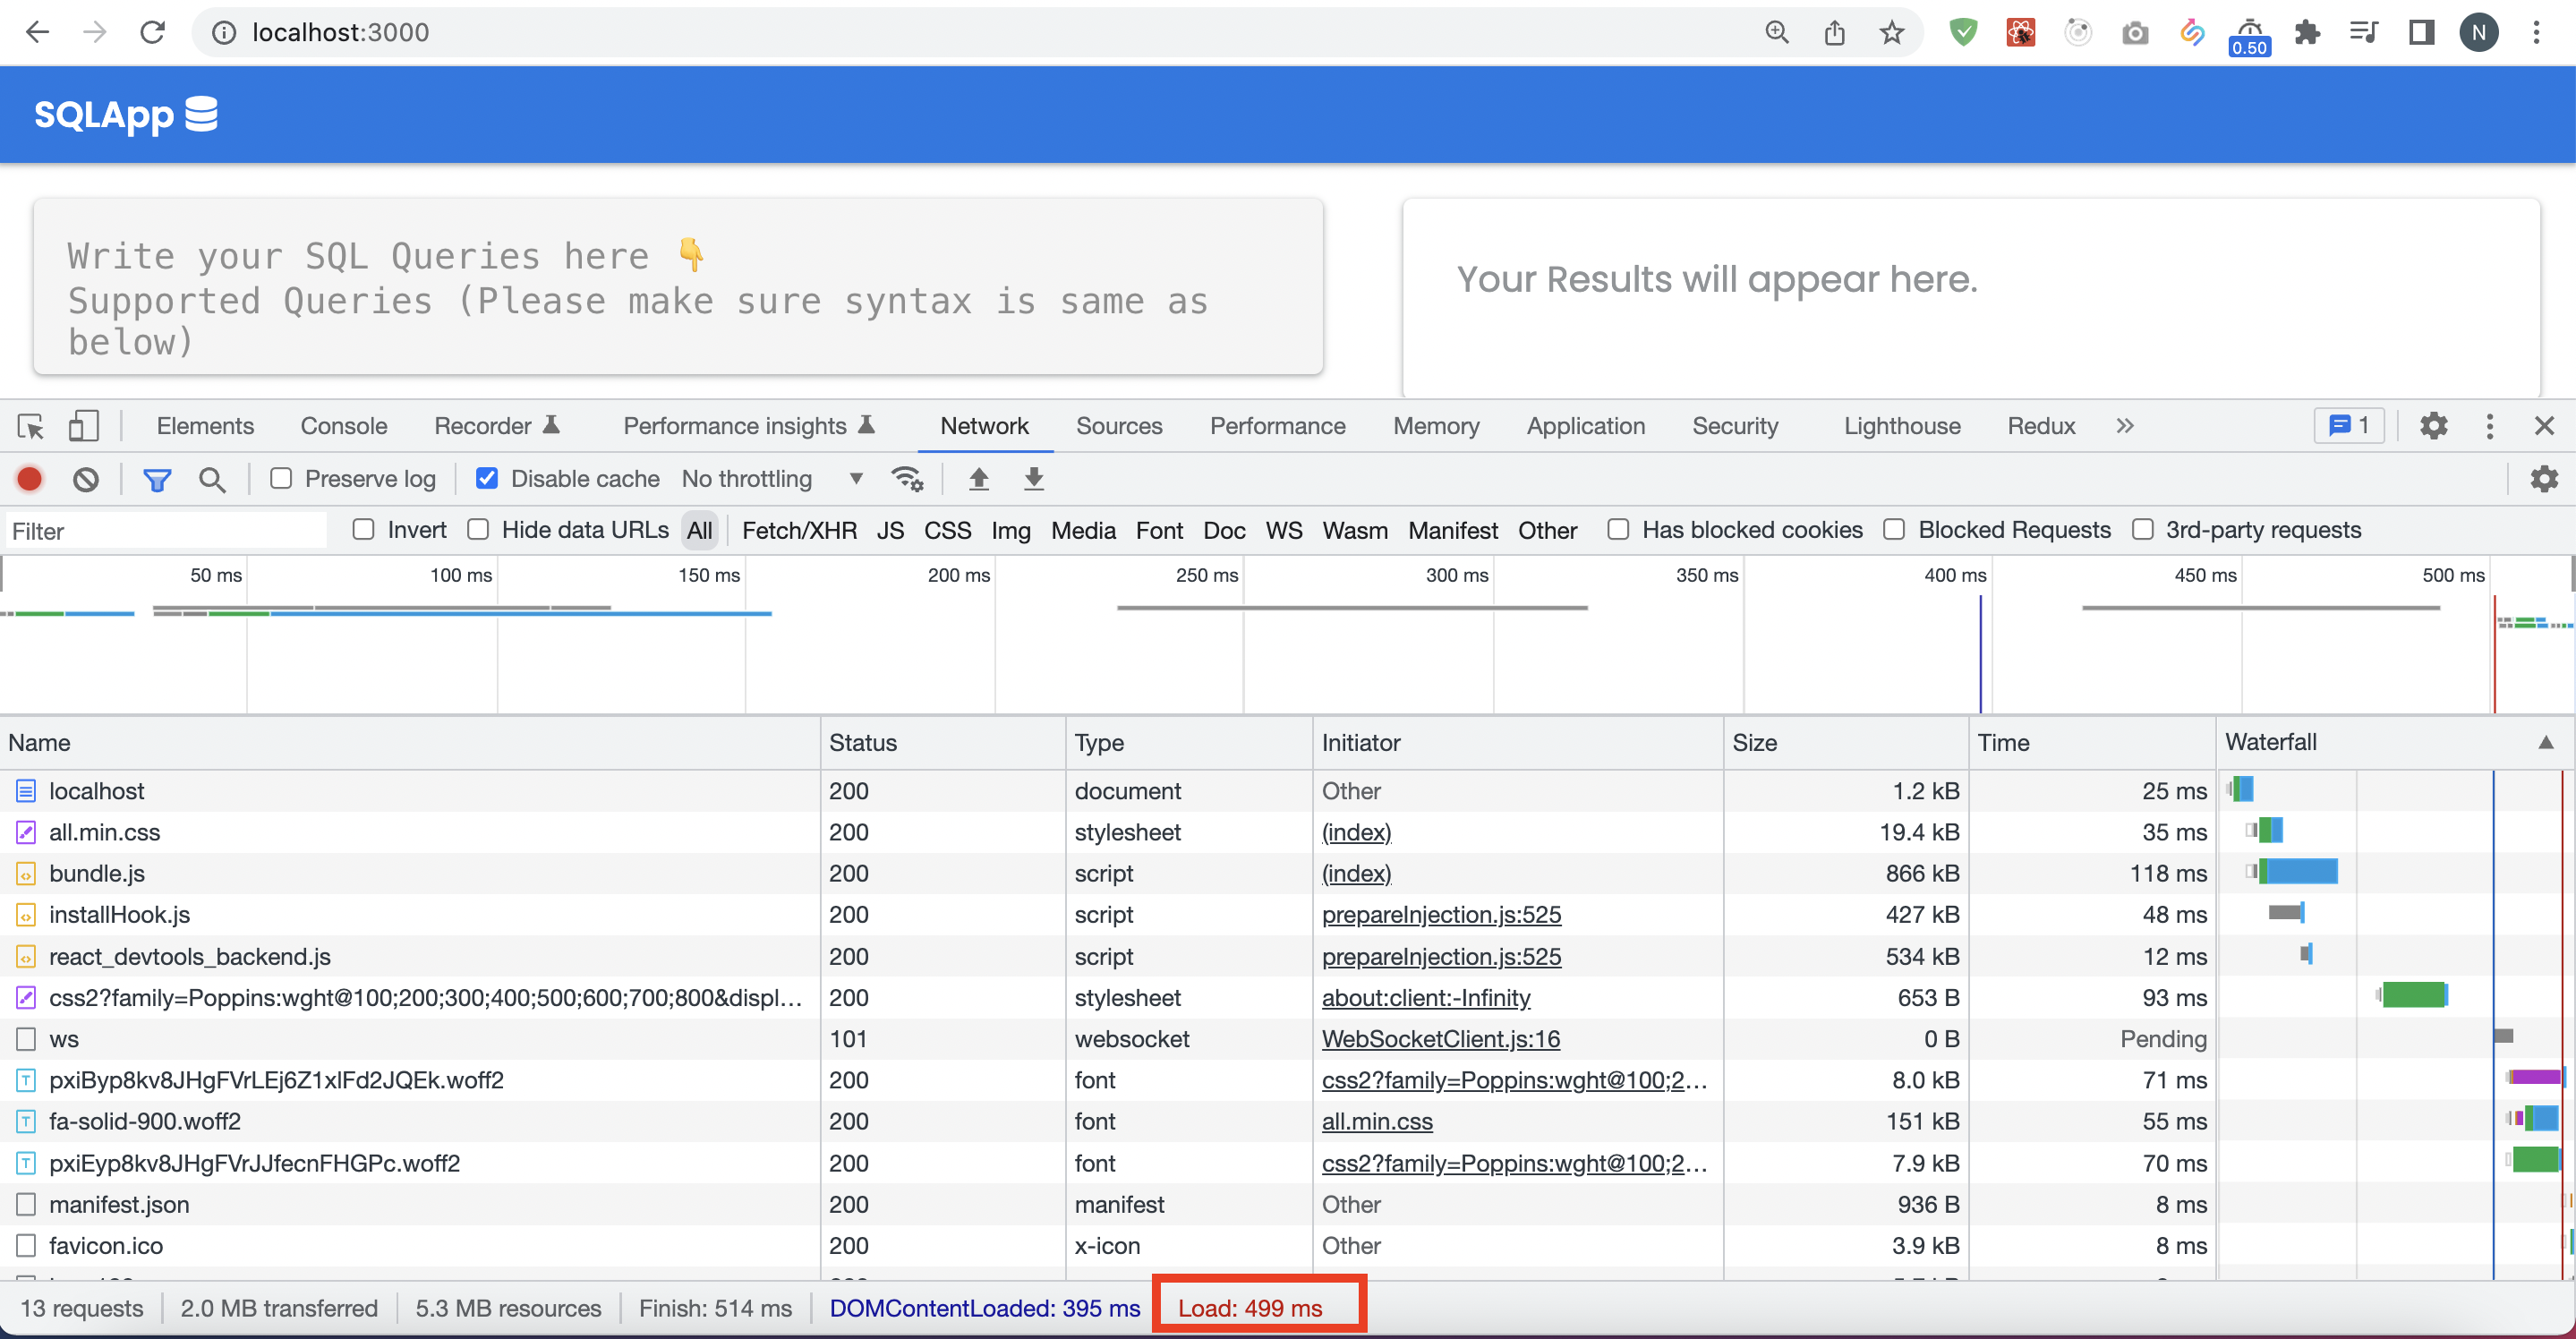 localhost:3000
0.50
N
SQLApp
Write your SQL Queries here 👇
Supported Queries (Please make sure syntax is same as
below)
Your Results will appear here.
Elements Console Recorder Performance insights Network Sources Performance Memory Application Security Lighthouse Redux » 1
Preserve log Disable cache No throttling
Filter Invert Hide data URLs All Fetch/XHR JS CSS Img Media Font Doc WS Wasm Manifest Other Has blocked cookies Blocked Requests 3rd-party requests
50 ms 100 ms 150 ms 200 ms 250 ms 300 ms 350 ms 400 ms 450 ms 500 ms
Name Status Type Initiator Size Time Waterfall
localhost 200 document Other 1.2 kB 25 ms
all.min.css 200 stylesheet (index) 19.4 kB 35 ms
bundle.js 200 script (index) 866 kB 118 ms
installHook.js 200 script prepareInjection.js:525 427 kB 48 ms
react_devtools_backend.js 200 script prepareInjection.js:525 534 kB 12 ms
css2?family=Poppins:wght@100;200;300;400;500;600;700;800&displ... 200 stylesheet about:client:-Infinity 653 B 93 ms
ws 101 websocket WebSocketClient.js:16 0 B Pending
pxiByp8kv8JHgFVrLEj6Z1xlFd2JQEk.woff2 200 font css2?family=Poppins:wght@100;2... 8.0 kB 71 ms
fa-solid-900.woff2 200 font all.min.css 151 kB 55 ms
pxiEyp8kv8JHgFVrJJfecnFHGPc.woff2 200 font css2?family=Poppins:wght@100;2... 7.9 kB 70 ms
manifest.json 200 manifest Other 936 B 8 ms
favicon.ico 200 x-icon Other 3.9 kB 8 ms
13 requests 2.0 MB transferred 5.3 MB resources Finish: 514 ms DOMContentLoaded: 395 ms Load: 499 ms